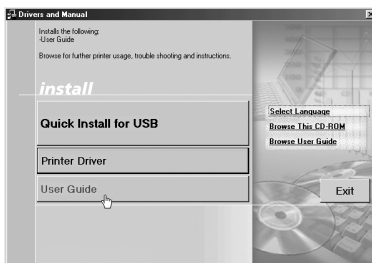 Drivers and Manual
Installs the following:
-User Guide
Browse for further printer usage, trouble shooting and instructions.
install
Quick Install for USB
Printer Driver
User Guide
Select Language
Browse This CD-ROM
Browse User Guide
Exit